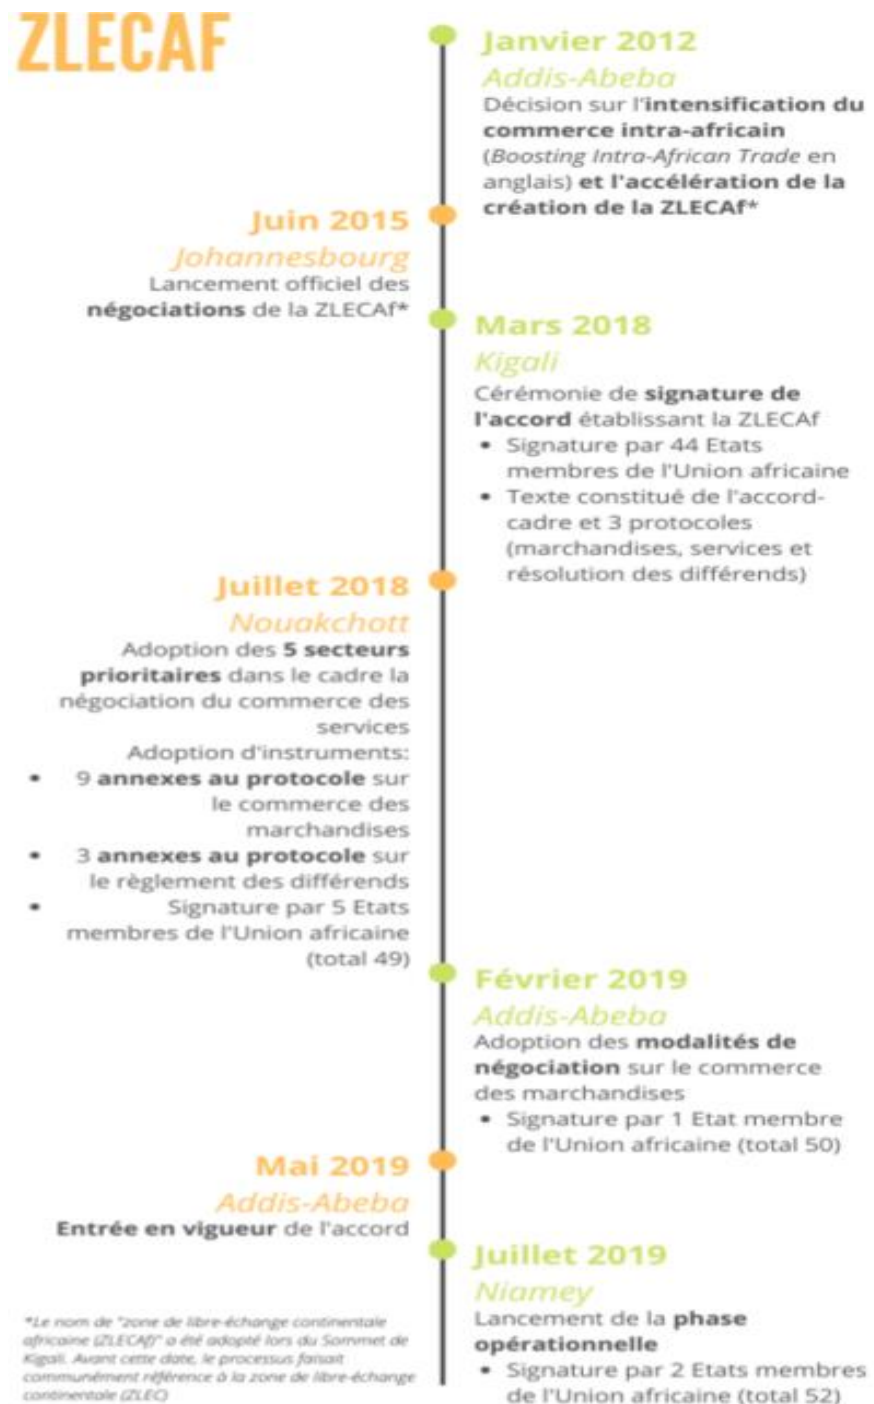 ZLECAF
Janvier 2012
Addis-Abeba
Décision sur l'intensification du
commerce intra-africain
(Boosting Intra-African Trade en
anglais) et l'accélération de la
création de la ZLECAf*
Juin 2015
Johannesbourg
Lancement officiel des
négociations de la ZLECAf*
Mars 2018
Kigali
Cérémonie de signature de
l'accord établissant la ZLECAf
• Signature par 44 Etats
membres de l'Union africaine
• Texte constitué de l'accord-
cadre et 3 protocoles
(marchandises, services et
résolution des différends)
Juillet 2018
Nouakchott
Adoption des 5 secteurs
prioritaires dans le cadre la
négociation du commerce des
services
Adoption d'instruments:
• 9 annexes au protocole sur
le commerce des
marchandises
• 3 annexes au protocole sur
le règlement des différends
• Signature par 5 Etats
membres de l'Union africaine
(total 49)
Février 2019
Addis-Abeba
Adoption des modalités de
négociation sur le commerce
des marchandises
• Signature par 1 Etat membre
de l'Union africaine (total 50)
Mai 2019
Addis-Abeba
Entrée en vigueur de l'accord
Juillet 2019
Niamey
Lancement de la phase
opérationnelle
• Signature par 2 Etats membres
de l'Union africaine (total 52)
*Le nom de "zone de libre-échange continentale
africaine (ZLECAf)" a été adopté lors du Sommet de
Kigali. Avant cette date, le processus faisait
communément référence à la zone de libre-échange
continentale (ZLEC)